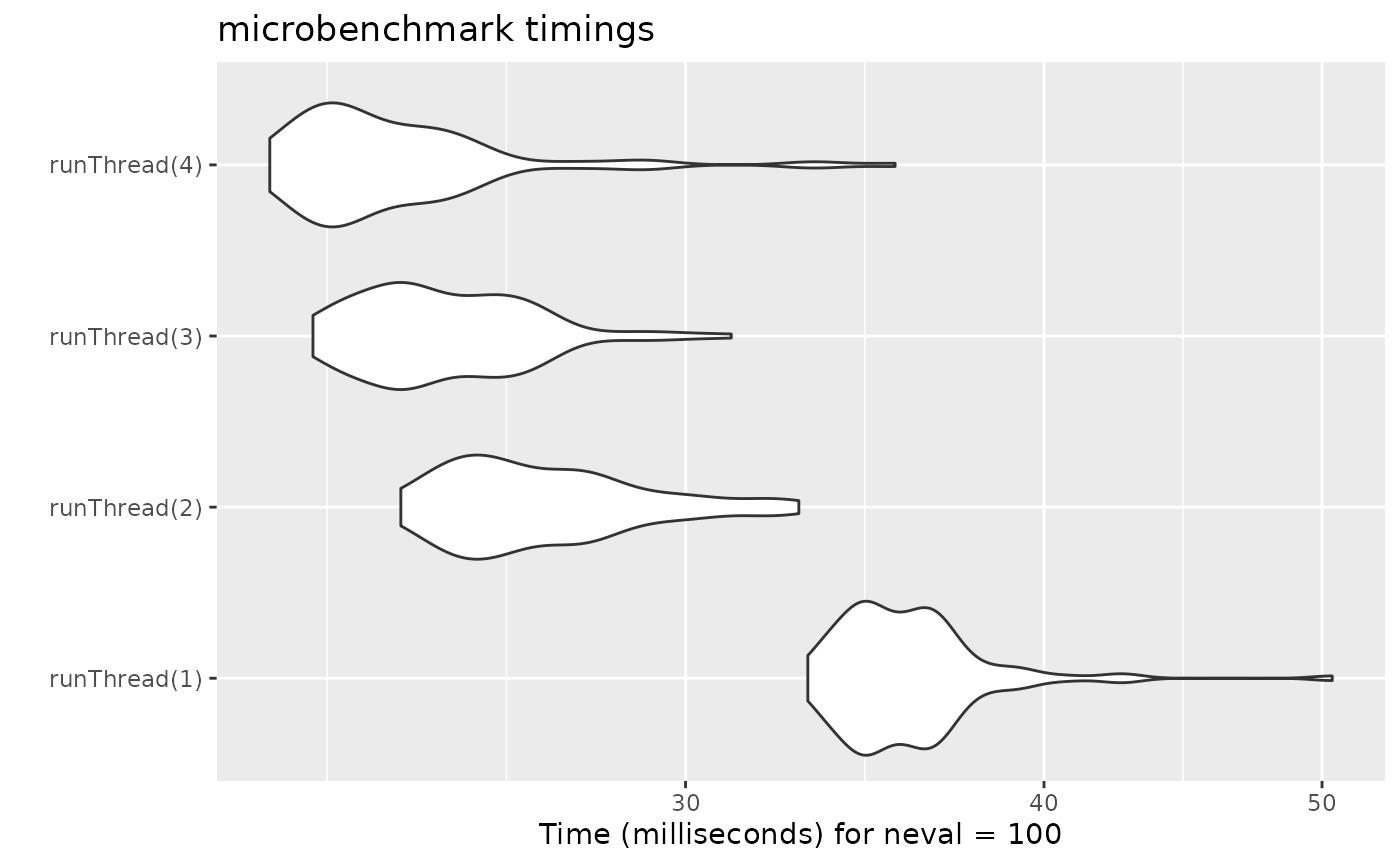 microbenchmark timings
runThread(4)
runThread(3)
runThread(2)
runThread(1)
30 40 50
Time (milliseconds) for neval = 100